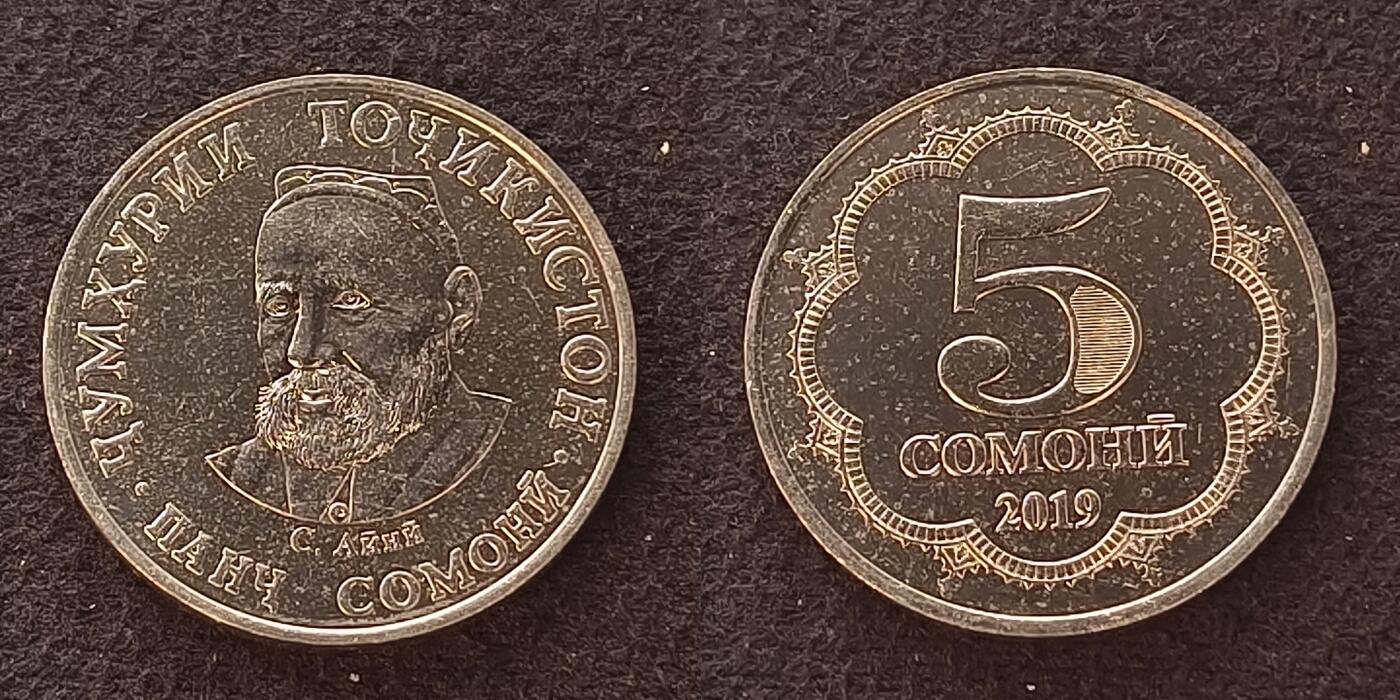 ҶУМҲУРИИ ТОҶИКИСТОН
С. Айнӣ
ПАНҶ СОМОНӢ
5
СОМОНӢ
2019